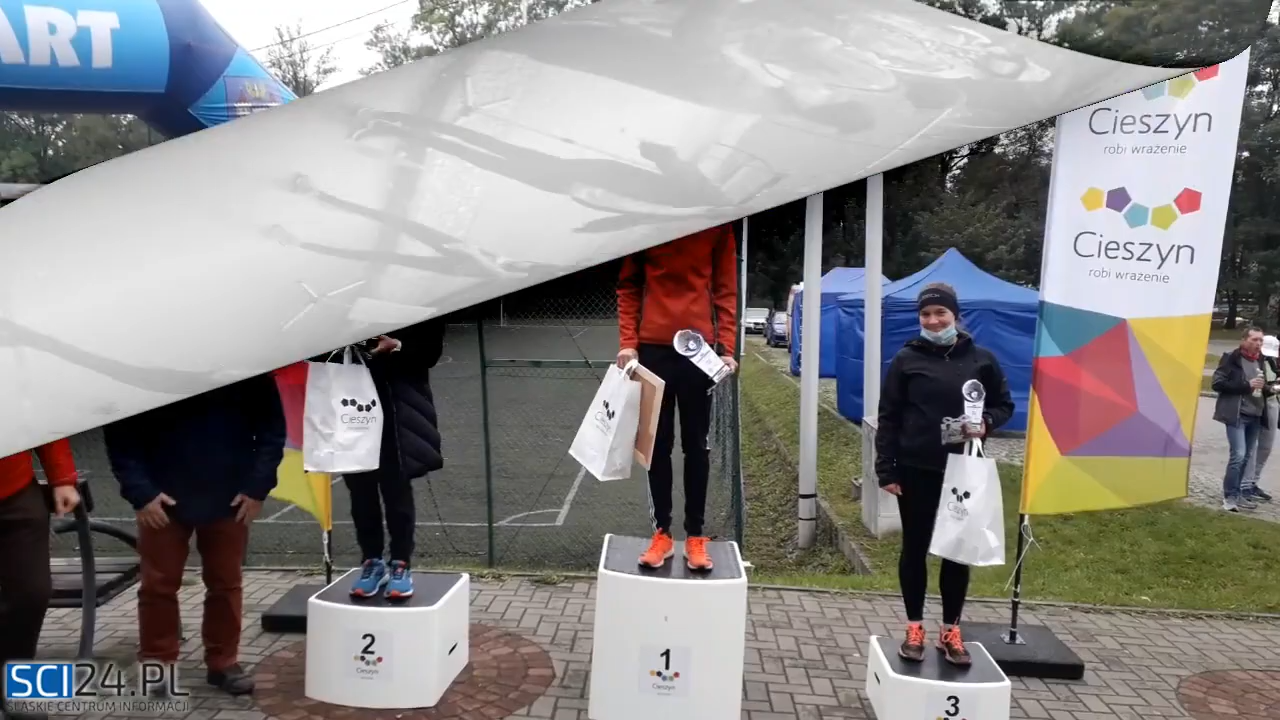 ART
Cieszyn
robi wrażenie
Cieszyn
robi wrażenie
Cieszyn
Cieszyn
Cieszyn
2
Cieszyn
1
Cieszyn
3
SCI24.PL
ŚLĄSKIE CENTRUM INFORMACJI